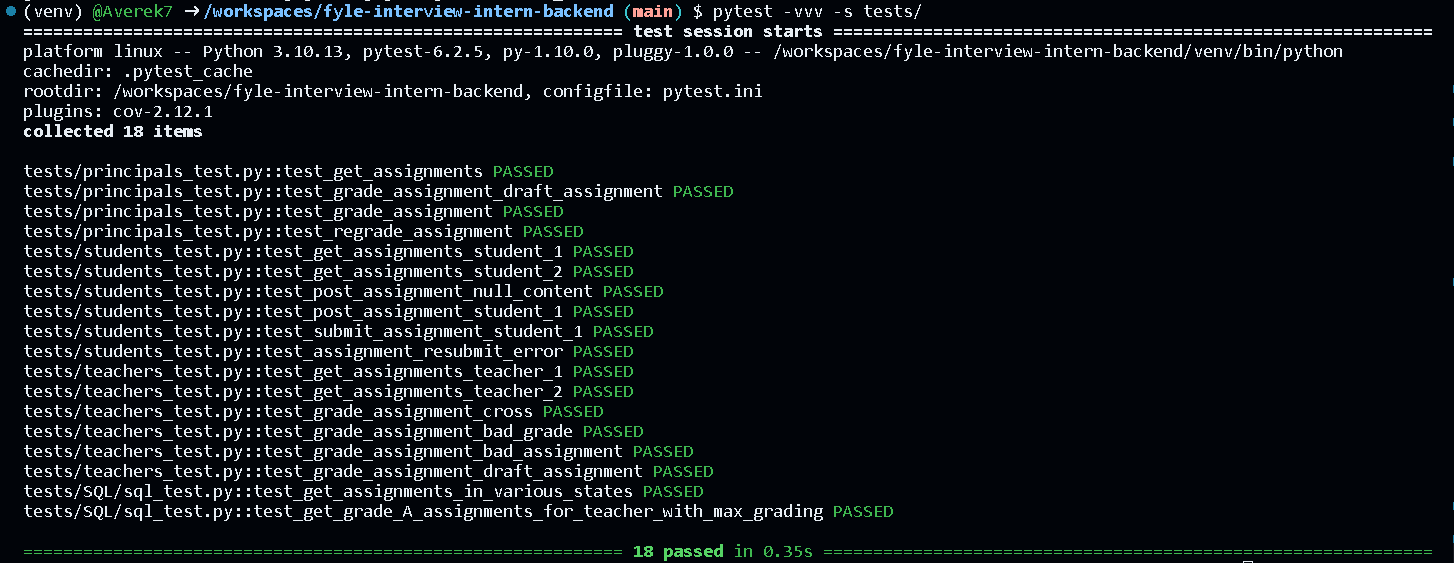 (venv) @Averek7 →/workspaces/fyle-interview-intern-backend (main) $ pytest -vvv -s tests/
============================================================ test session starts ============================================================
platform linux -- Python 3.10.13, pytest-6.2.5, py-1.10.0, pluggy-1.0.0 -- /workspaces/fyle-interview-intern-backend/venv/bin/python
cachedir: .pytest_cache
rootdir: /workspaces/fyle-interview-intern-backend, configfile: pytest.ini
plugins: cov-2.12.1
collected 18 items
tests/principals_test.py::test_get_assignments PASSED
tests/principals_test.py::test_grade_assignment_draft_assignment PASSED
tests/principals_test.py::test_grade_assignment PASSED
tests/principals_test.py::test_regrade_assignment PASSED
tests/students_test.py::test_get_assignments_student_1 PASSED
tests/students_test.py::test_get_assignments_student_2 PASSED
tests/students_test.py::test_post_assignment_null_content PASSED
tests/students_test.py::test_post_assignment_student_1 PASSED
tests/students_test.py::test_submit_assignment_student_1 PASSED
tests/students_test.py::test_assignment_resubmit_error PASSED
tests/teachers_test.py::test_get_assignments_teacher_1 PASSED
tests/teachers_test.py::test_get_assignments_teacher_2 PASSED
tests/teachers_test.py::test_grade_assignment_cross PASSED
tests/teachers_test.py::test_grade_assignment_bad_grade PASSED
tests/teachers_test.py::test_grade_assignment_bad_assignment PASSED
tests/teachers_test.py::test_grade_assignment_draft_assignment PASSED
tests/SQL/sql_test.py::test_get_assignments_in_various_states PASSED
tests/SQL/sql_test.py::test_get_grade_A_assignments_for_teacher_with_max_grading PASSED
============================================================ 18 passed in 0.35s =============================================================